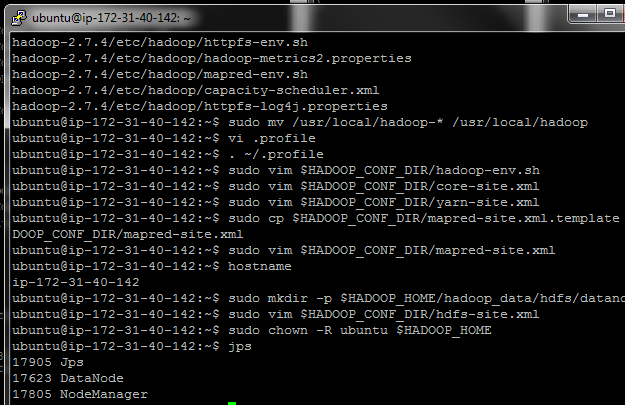 ubuntu@ip-172-31-40-142: ~
hadoop-2.7.4/etc/hadoop/httpfs-env.sh
hadoop-2.7.4/etc/hadoop/hadoop-metrics2.properties
hadoop-2.7.4/etc/hadoop/mapred-env.sh
hadoop-2.7.4/etc/hadoop/capacity-scheduler.xml
hadoop-2.7.4/etc/hadoop/httpfs-log4j.properties
ubuntu@ip-172-31-40-142:~$ sudo mv /usr/local/hadoop-* /usr/local/hadoop
ubuntu@ip-172-31-40-142:~$ vi .profile
ubuntu@ip-172-31-40-142:~$ . ~/.profile
ubuntu@ip-172-31-40-142:~$ sudo vim $HADOOP_CONF_DIR/hadoop-env.sh
ubuntu@ip-172-31-40-142:~$ sudo vim $HADOOP_CONF_DIR/core-site.xml
ubuntu@ip-172-31-40-142:~$ sudo vim $HADOOP_CONF_DIR/yarn-site.xml
ubuntu@ip-172-31-40-142:~$ sudo cp $HADOOP_CONF_DIR/mapred-site.xml.template
DOOP_CONF_DIR/mapred-site.xml
ubuntu@ip-172-31-40-142:~$ sudo vim $HADOOP_CONF_DIR/mapred-site.xml
ubuntu@ip-172-31-40-142:~$ hostname
ip-172-31-40-142
ubuntu@ip-172-31-40-142:~$ sudo mkdir -p $HADOOP_HOME/hadoop_data/hdfs/datano
ubuntu@ip-172-31-40-142:~$ sudo vim $HADOOP_CONF_DIR/hdfs-site.xml
ubuntu@ip-172-31-40-142:~$ sudo chown -R ubuntu $HADOOP_HOME
ubuntu@ip-172-31-40-142:~$ jps
17905 Jps
17623 DataNode
17805 NodeManager